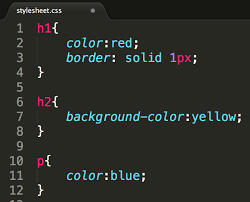 stylesheet.css
1 h1{
2 color:red;
3 border: solid 1px;
4 }
5
6 h2{
7 background-color:yellow;
8 }
9
10 p{
11 color:blue;
12 }